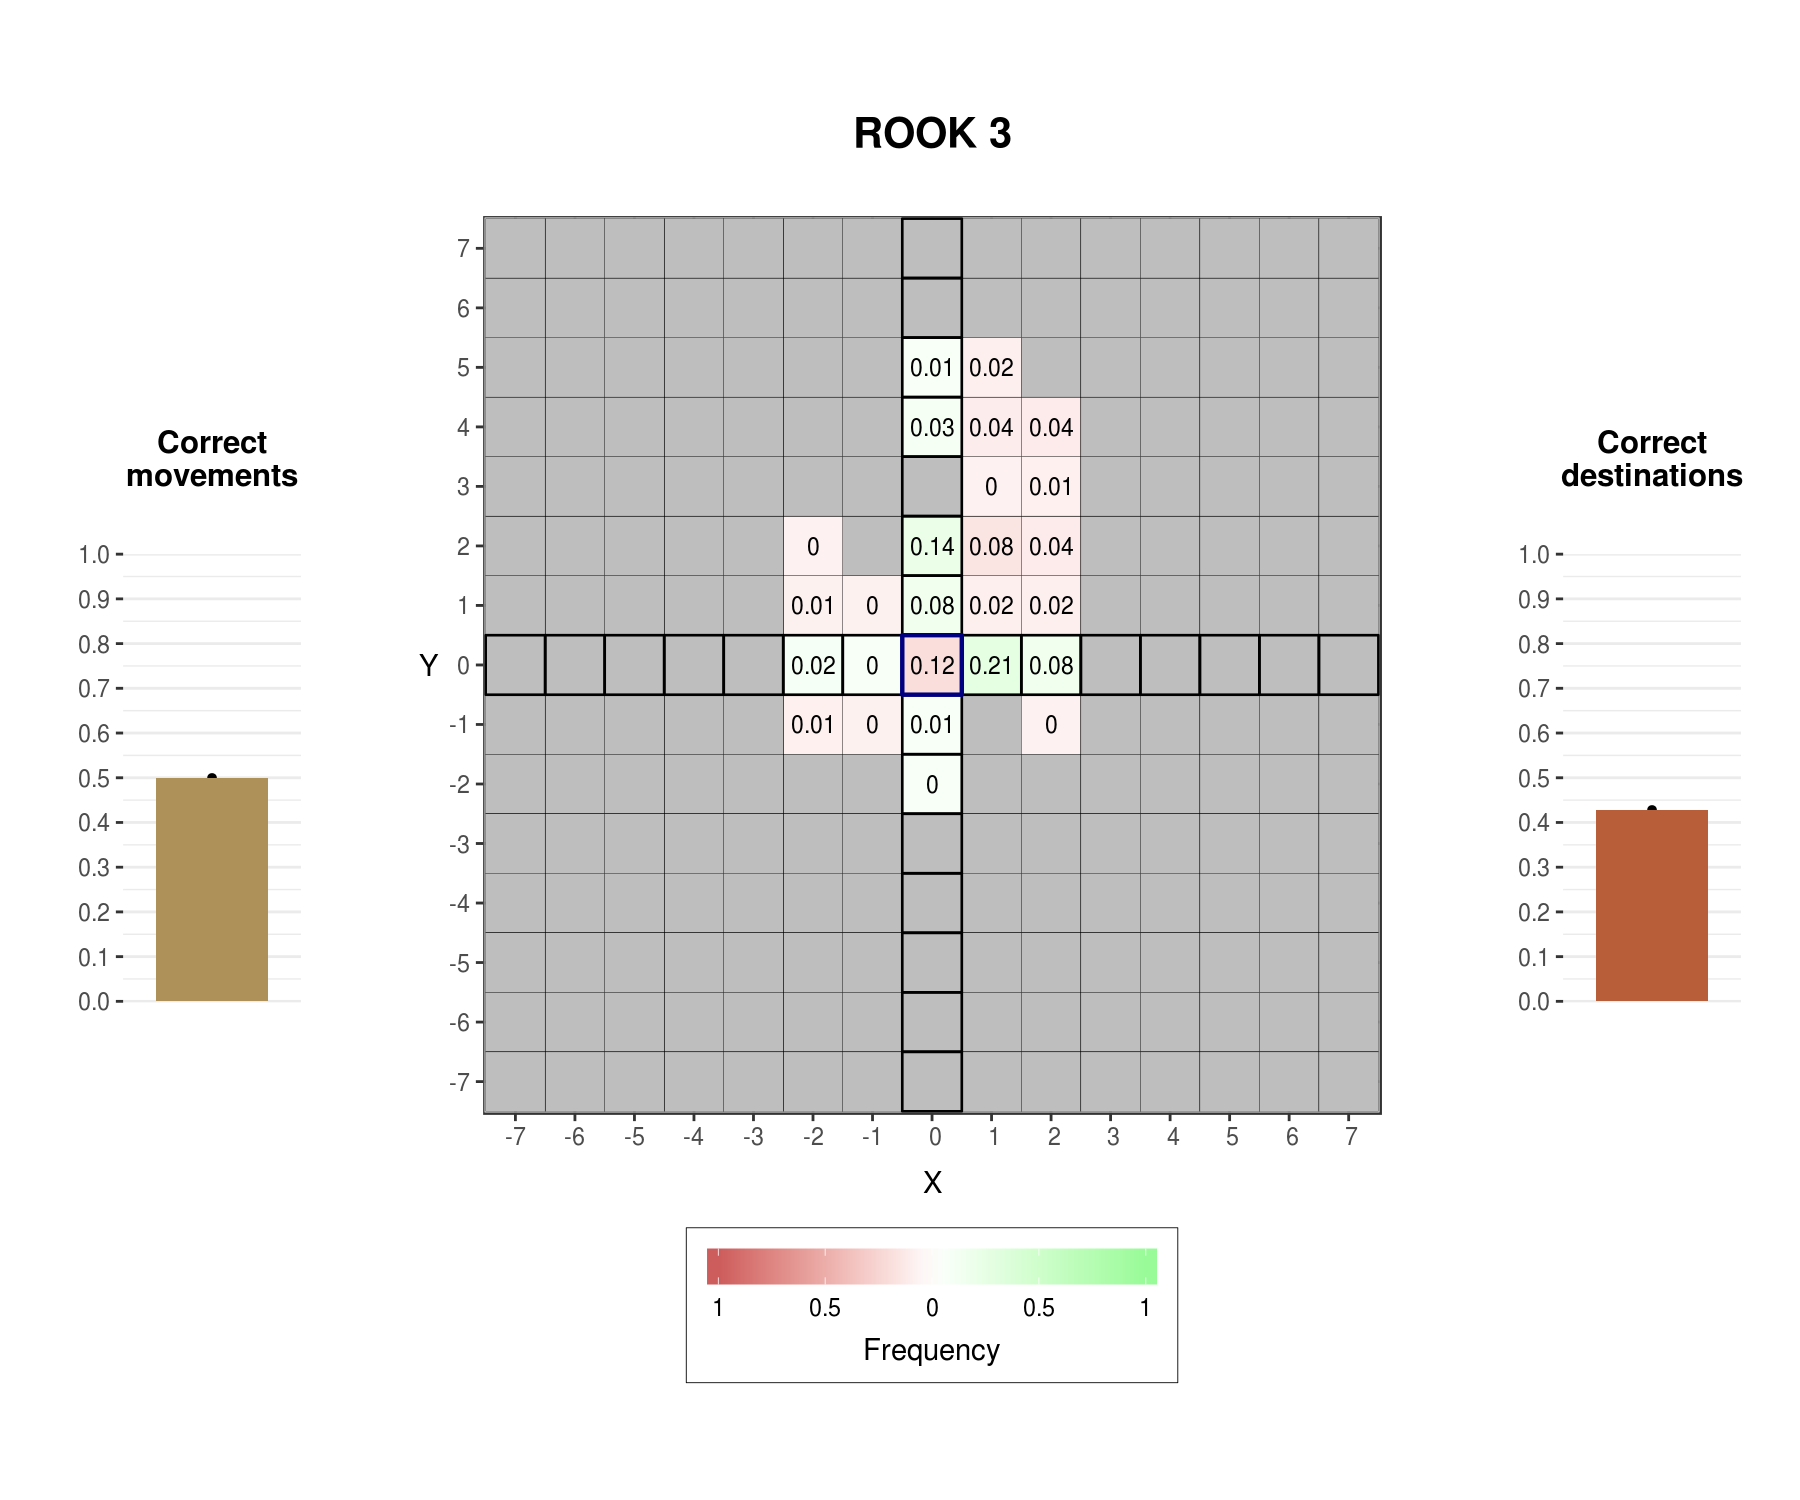 ROOK 3
Correct
movements
1.0
0.9
0.8
0.7
0.6
0.5
0.4
0.3
0.2
0.1
0.0
Y
7
6
5 0.01 0.02
4 0.03 0.04 0.04
3 0 0.01
2 0 0.14 0.08 0.04
1 0.01 0 0.08 0.02 0.02
0 0.02 0 0.12 0.21 0.08
-1 0.01 0 0.01 0
-2 0
-3
-4
-5
-6
-7
-7 -6 -5 -4 -3 -2 -1 0 1 2 3 4 5 6 7
X
1 0.5 0 0.5 1
Frequency
Correct
destinations
1.0
0.9
0.8
0.7
0.6
0.5
0.4
0.3
0.2
0.1
0.0